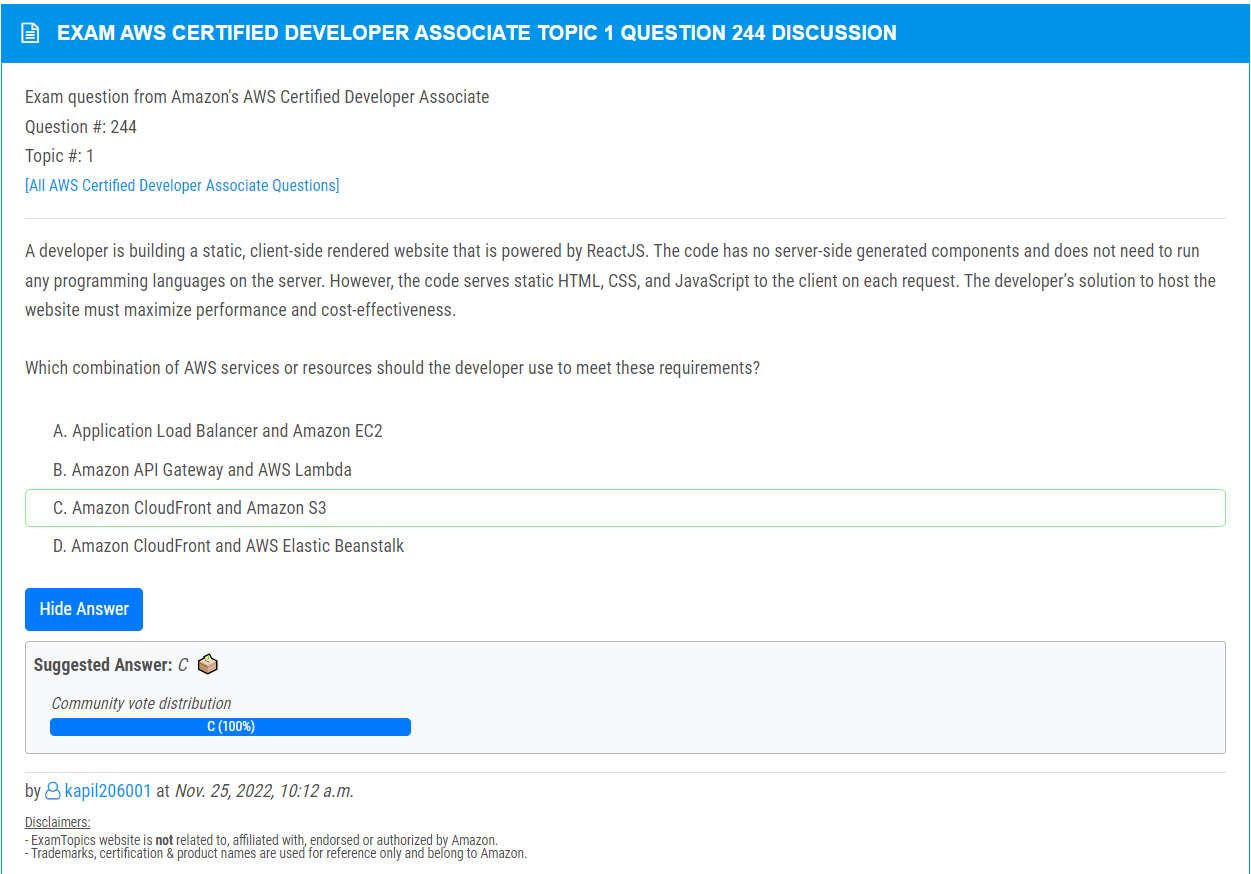 EXAM AWS CERTIFIED DEVELOPER ASSOCIATE TOPIC 1 QUESTION 244 DISCUSSION
Exam question from Amazon's AWS Certified Developer Associate
Question #: 244
Topic #: 1
[All AWS Certified Developer Associate Questions]
A developer is building a static, client-side rendered website that is powered by ReactJS. The code has no server-side generated components and does not need to run
any programming languages on the server. However, the code serves static HTML, CSS, and JavaScript to the client on each request. The developer’s solution to host the
website must maximize performance and cost-effectiveness.
Which combination of AWS services or resources should the developer use to meet these requirements?
A. Application Load Balancer and Amazon EC2
B. Amazon API Gateway and AWS Lambda
C. Amazon CloudFront and Amazon S3
D. Amazon CloudFront and AWS Elastic Beanstalk
Hide Answer
Suggested Answer: C
Community vote distribution
C (100%)
by kapil206001 at Nov. 25, 2022, 10:12 a.m.
Disclaimers:
- ExamTopics website is not related to, affiliated with, endorsed or authorized by Amazon.
- Trademarks, certification & product names are used for reference only and belong to Amazon.